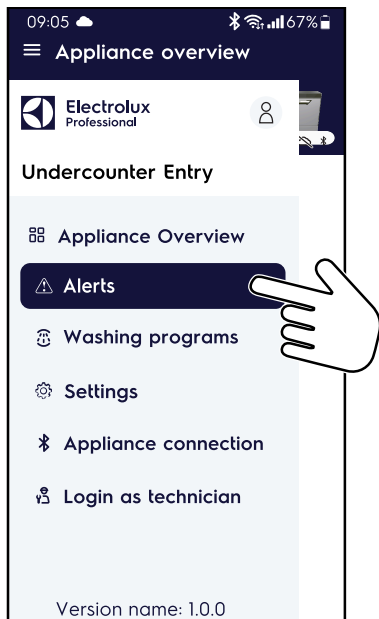 09:05 67%
Appliance overview
Electrolux
Professional
Undercounter Entry
Appliance Overview
Alerts
Washing programs
Settings
Appliance connection
Login as technician
Version name: 1.0.0